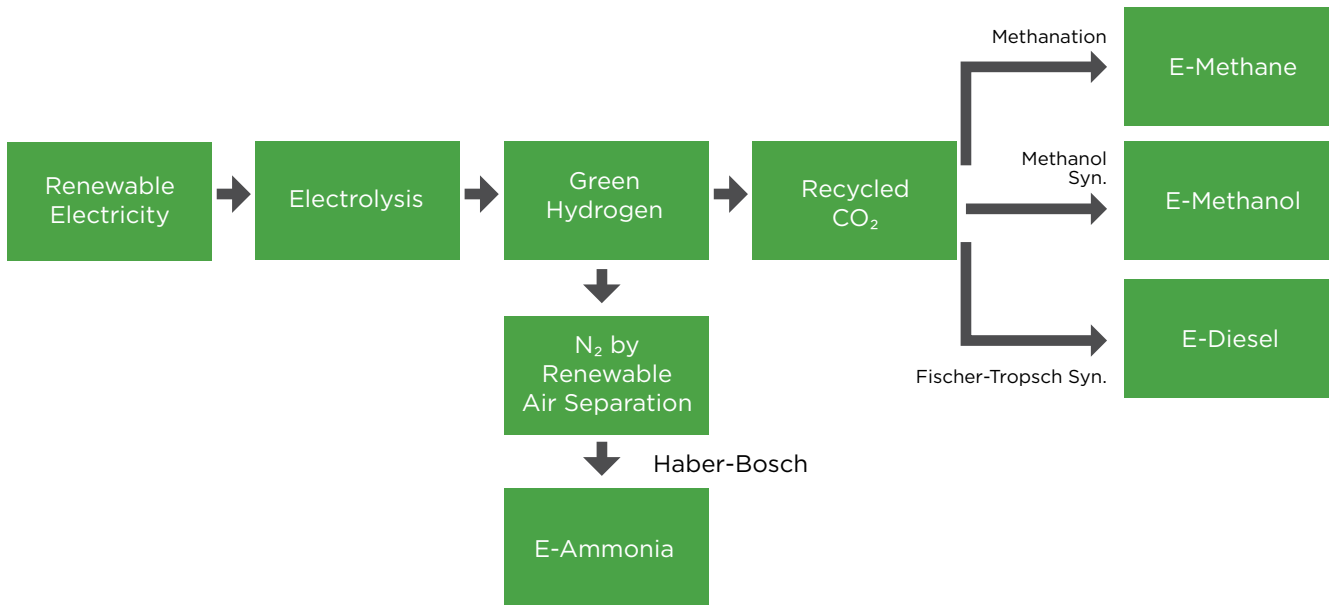 Methanation
E-Methane
Renewable
Electricity
Electrolysis
Green
Hydrogen
Recycled
CO₂
Methanol
Syn.
E-Methanol
E-Diesel
Fischer-Tropsch Syn.
N₂ by
Renewable
Air Separation
Haber-Bosch
E-Ammonia